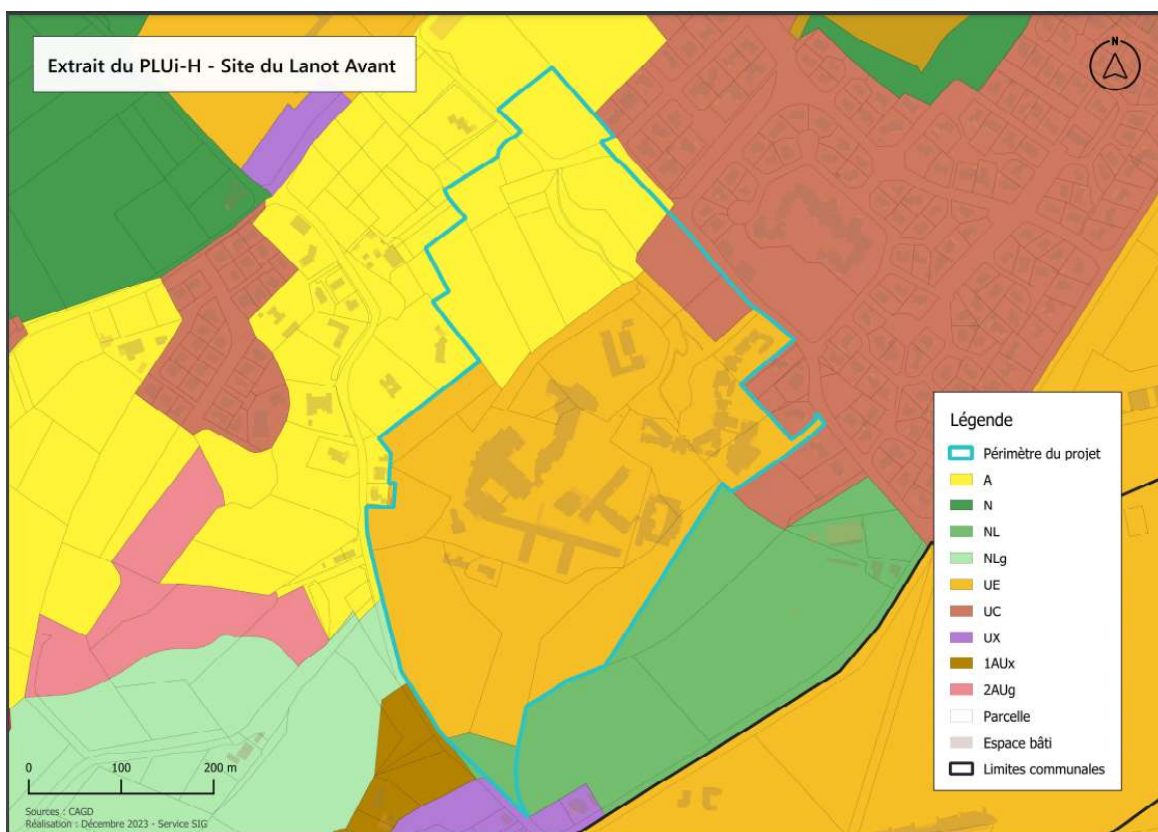 Extrait du PLUi-H - Site du Lanot Avant
N
Légende
Périmètre du projet
A
N
NL
NLg
UE
UC
UX
1AUx
2AUg
Parcelle
Espace bâti
Limites communales
0 100 200 m
Sources : CAGD
Réalisation : Décembre 2023 - Service SIG